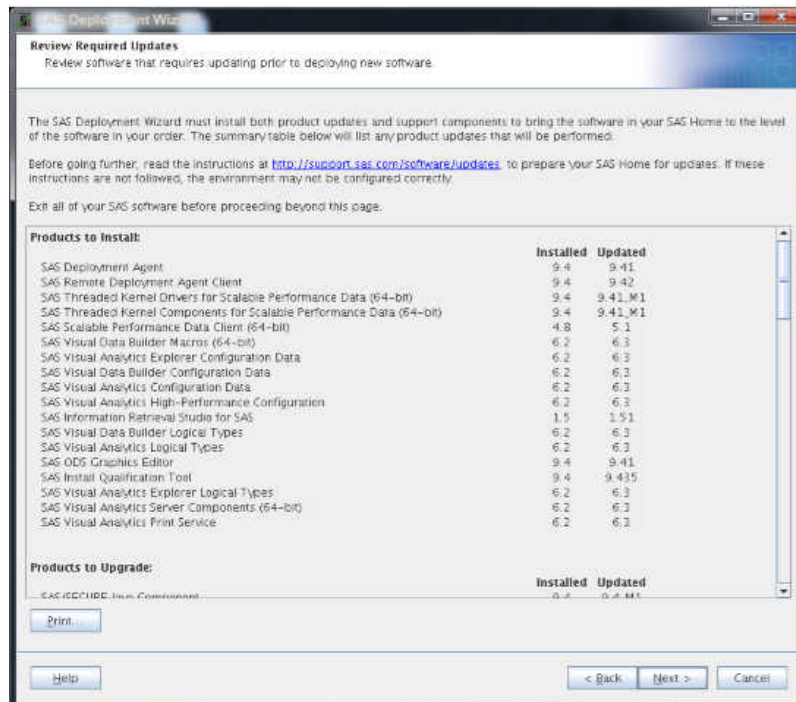 SAS Deployment Wizard
Review Required Updates
Review software that requires updating prior to deploying new software.
The SAS Deployment Wizard must install both product updates and support components to bring the software in your SAS Home to the level
of the software in your order. The summary table below will list any product updates that will be performed.
Before going further, read the instructions at http://support.sas.com/software/updates, to prepare your SAS Home for updates. If these
instructions are not followed, the environment may not be configured correctly.
Exit all of your SAS software before proceeding beyond this page.
Products to Install:
Installed Updated
SAS Deployment Agent 9.4 9.41
SAS Remote Deployment Agent Client 9.4 9.42
SAS Threaded Kernel Drivers for Scalable Performance Data (64-bit) 9.4 9.41_M1
SAS Threaded Kernel Components for Scalable Performance Data (64-bit) 9.4 9.41_M1
SAS Scalable Performance Data Client (64-bit) 4.8 5.1
SAS Visual Data Builder Macros (64-bit) 6.2 6.3
SAS Visual Analytics Explorer Configuration Data 6.2 6.3
SAS Visual Data Builder Configuration Data 6.2 6.3
SAS Visual Analytics Configuration Data 6.2 6.3
SAS Visual Analytics High-Performance Configuration 6.2 6.3
SAS Information Retrieval Studio for SAS 1.5 1.51
SAS Visual Data Builder Logical Types 6.2 6.3
SAS Visual Analytics Logical Types 6.2 6.3
SAS ODS Graphics Editor 9.4 9.41
SAS Install Qualification Tool 9.4 9.435
SAS Visual Analytics Explorer Logical Types 6.2 6.3
SAS Visual Analytics Server Components (64-bit) 6.2 6.3
SAS Visual Analytics Print Service 6.2 6.3
Products to Upgrade:
Installed Updated
SAS/SECURE Java Component 9.4 9.4_M1
Print...
Help
< Back
Next >
Cancel